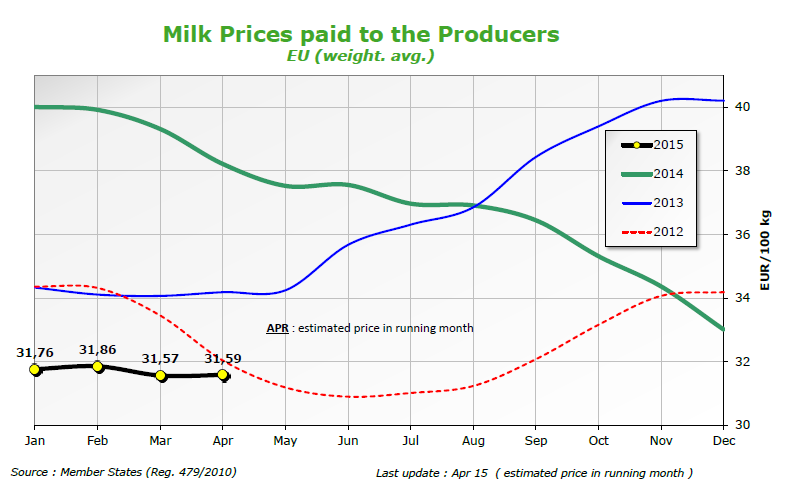 Milk Prices paid to the Producers
EU (weight. avg.)
40
38
36
34
32
30
EUR/100 kg
2015
2014
2013
2012
APR : estimated price in running month
31,76
31,86
31,57
31,59
Jan Feb Mar Apr May Jun Jul Aug Sep Oct Nov Dec
Source : Member States (Reg. 479/2010)
Last update : Apr 15 ( estimated price in running month )